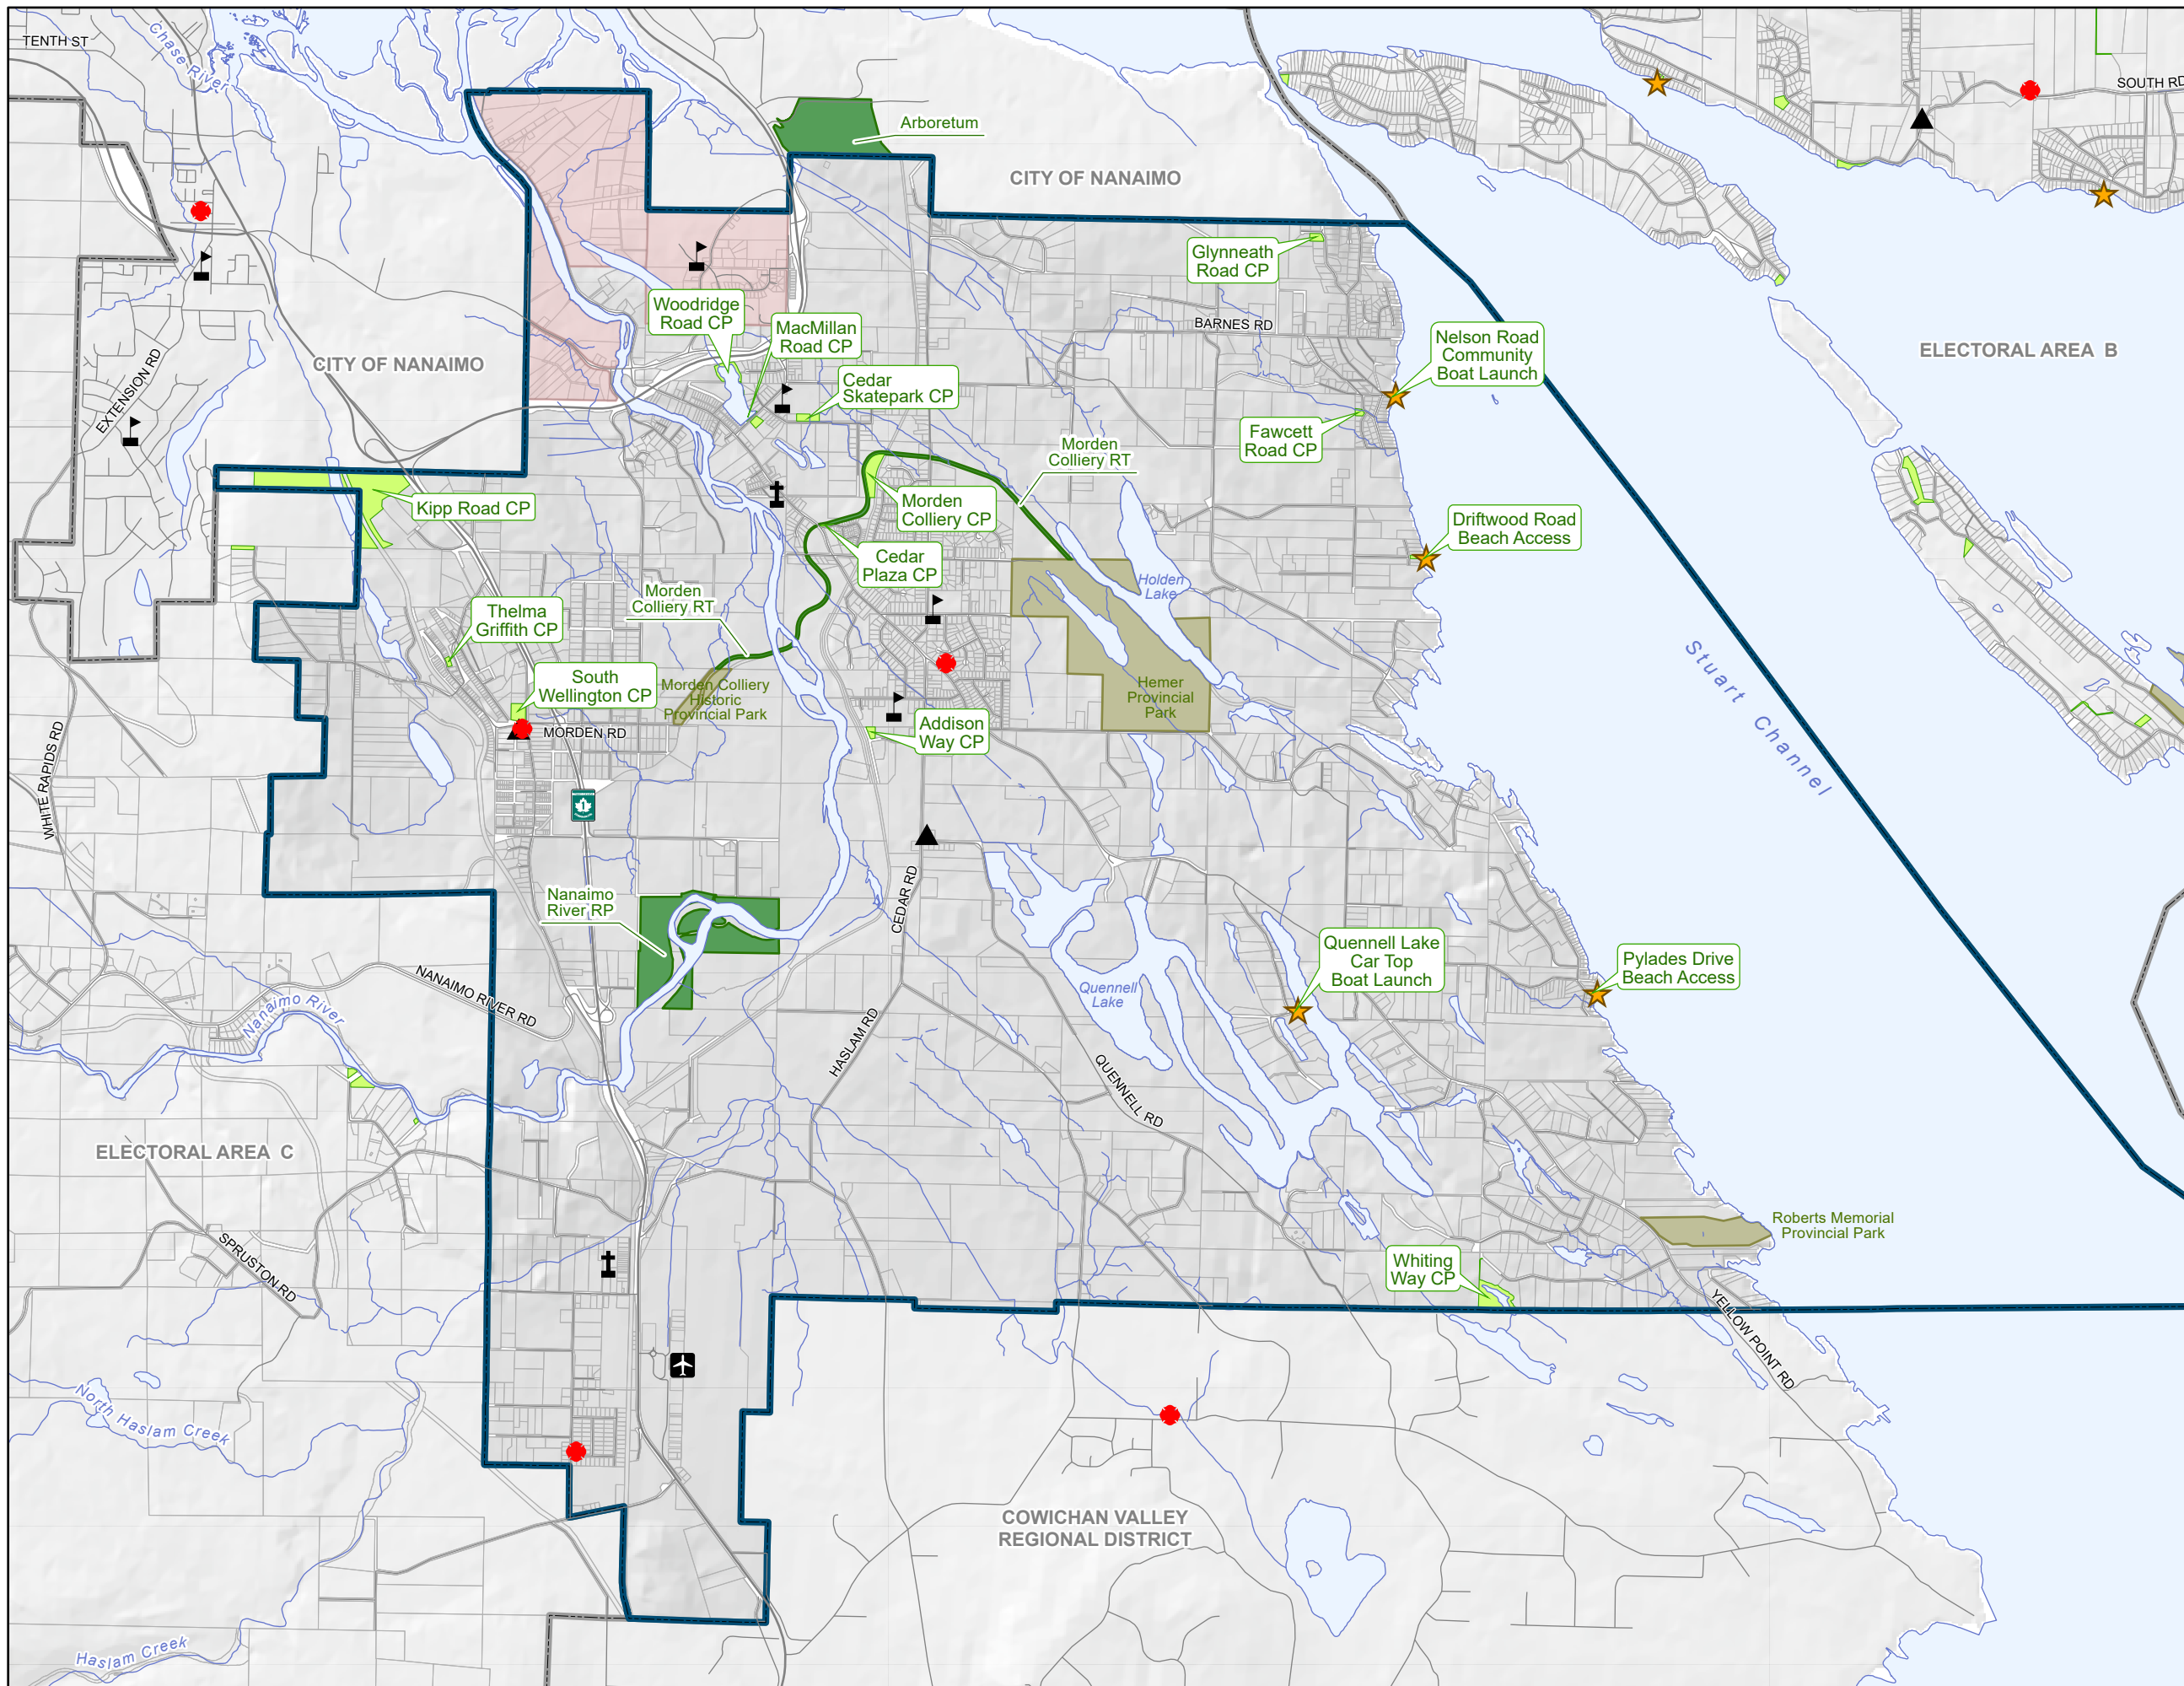 TENTH ST
Chase River
Arboretum
CITY OF NANAIMO
SOUTH RD
Glynneath
Road CP
Woodridge
Road CP
MacMillan
Road CP
BARNES RD
Nelson Road
Community
Boat Launch
ELECTORAL AREA B
CITY OF NANAIMO
EXTENSION RD
Cedar
Skatepark CP
Fawcett
Road CP
Morden
Colliery RT
Kipp Road CP
Morden
Colliery CP
Driftwood Road
Beach Access
Cedar
Plaza CP
Holden
Lake
Morden
Colliery RT
Thelma
Griffith CP
South
Wellington CP
Morden Colliery
Historic
Provincial Park
Hemer
Provincial
Park
Stuart Channel
MORDEN RD
Addison
Way CP
WHITE RAPIDS RD
1
CEDAR RD
Nanaimo
River RP
Quennell Lake
Car Top
Boat Launch
Pylades Drive
Beach Access
Quennell
Lake
NANAIMO RIVER RD
Nanaimo River
HASLAM RD
QUENNELL RD
ELECTORAL AREA C
SPRUSTON RD
Roberts Memorial
Provincial Park
Whiting
Way CP
YELLOW POINT RD
North Haslam Creek
COWICHAN VALLEY
REGIONAL DISTRICT
Haslam Creek